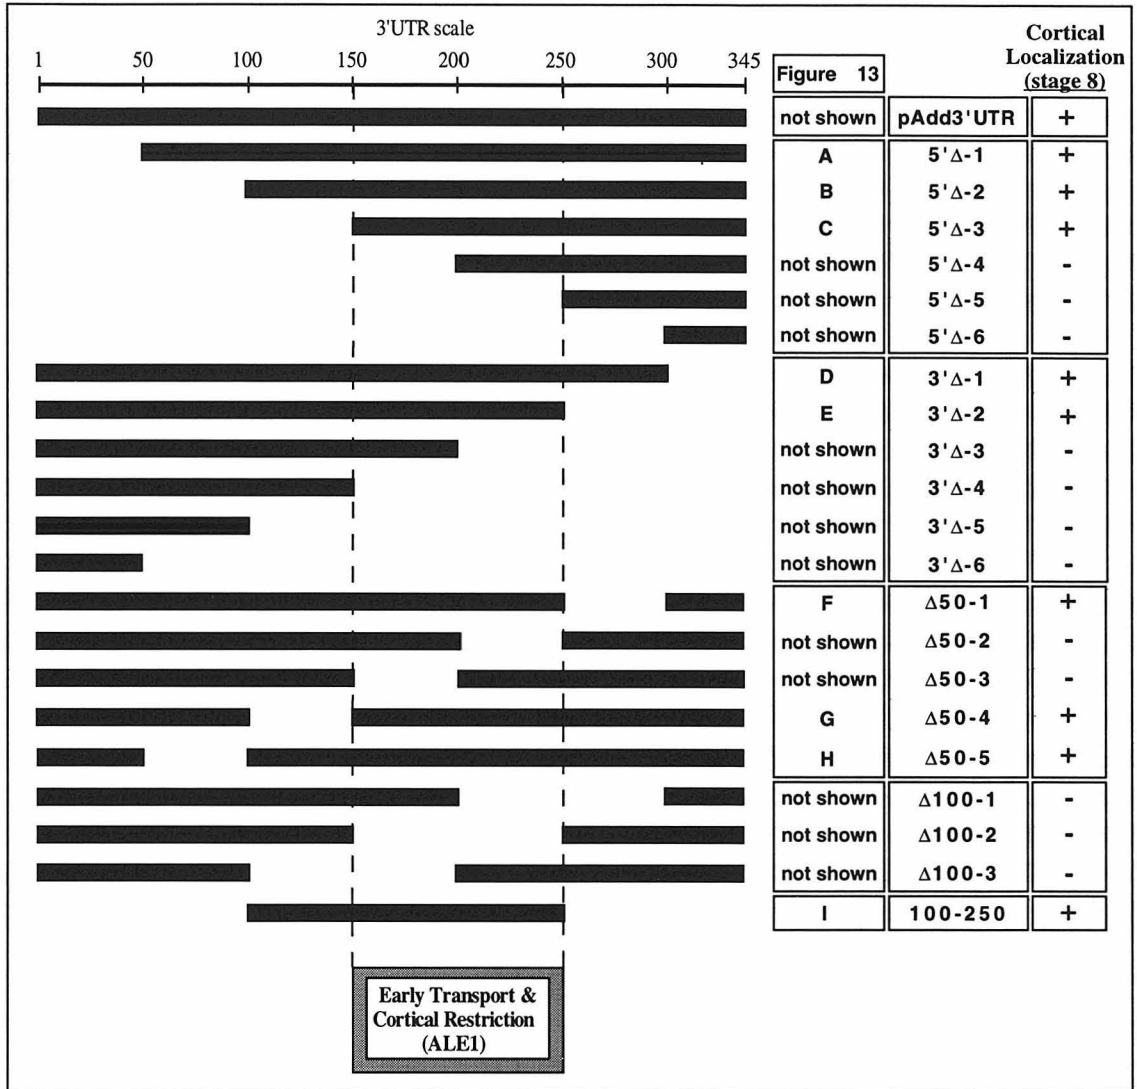 3'UTR scale
1 50 100 150 200 250 300 345
Cortical
Localization
(stage 8)
Figure 13
not shown pAdd3'UTR +
A 5'Δ-1 +
B 5'Δ-2 +
C 5'Δ-3 +
not shown 5'Δ-4 -
not shown 5'Δ-5 -
not shown 5'Δ-6 -
D 3'Δ-1 +
E 3'Δ-2 +
not shown 3'Δ-3 -
not shown 3'Δ-4 -
not shown 3'Δ-5 -
not shown 3'Δ-6 -
F Δ50-1 +
not shown Δ50-2 -
not shown Δ50-3 -
G Δ50-4 +
H Δ50-5 +
not shown Δ100-1 -
not shown Δ100-2 -
not shown Δ100-3 -
I 100-250 +
Early Transport &
Cortical Restriction
(ALE1)